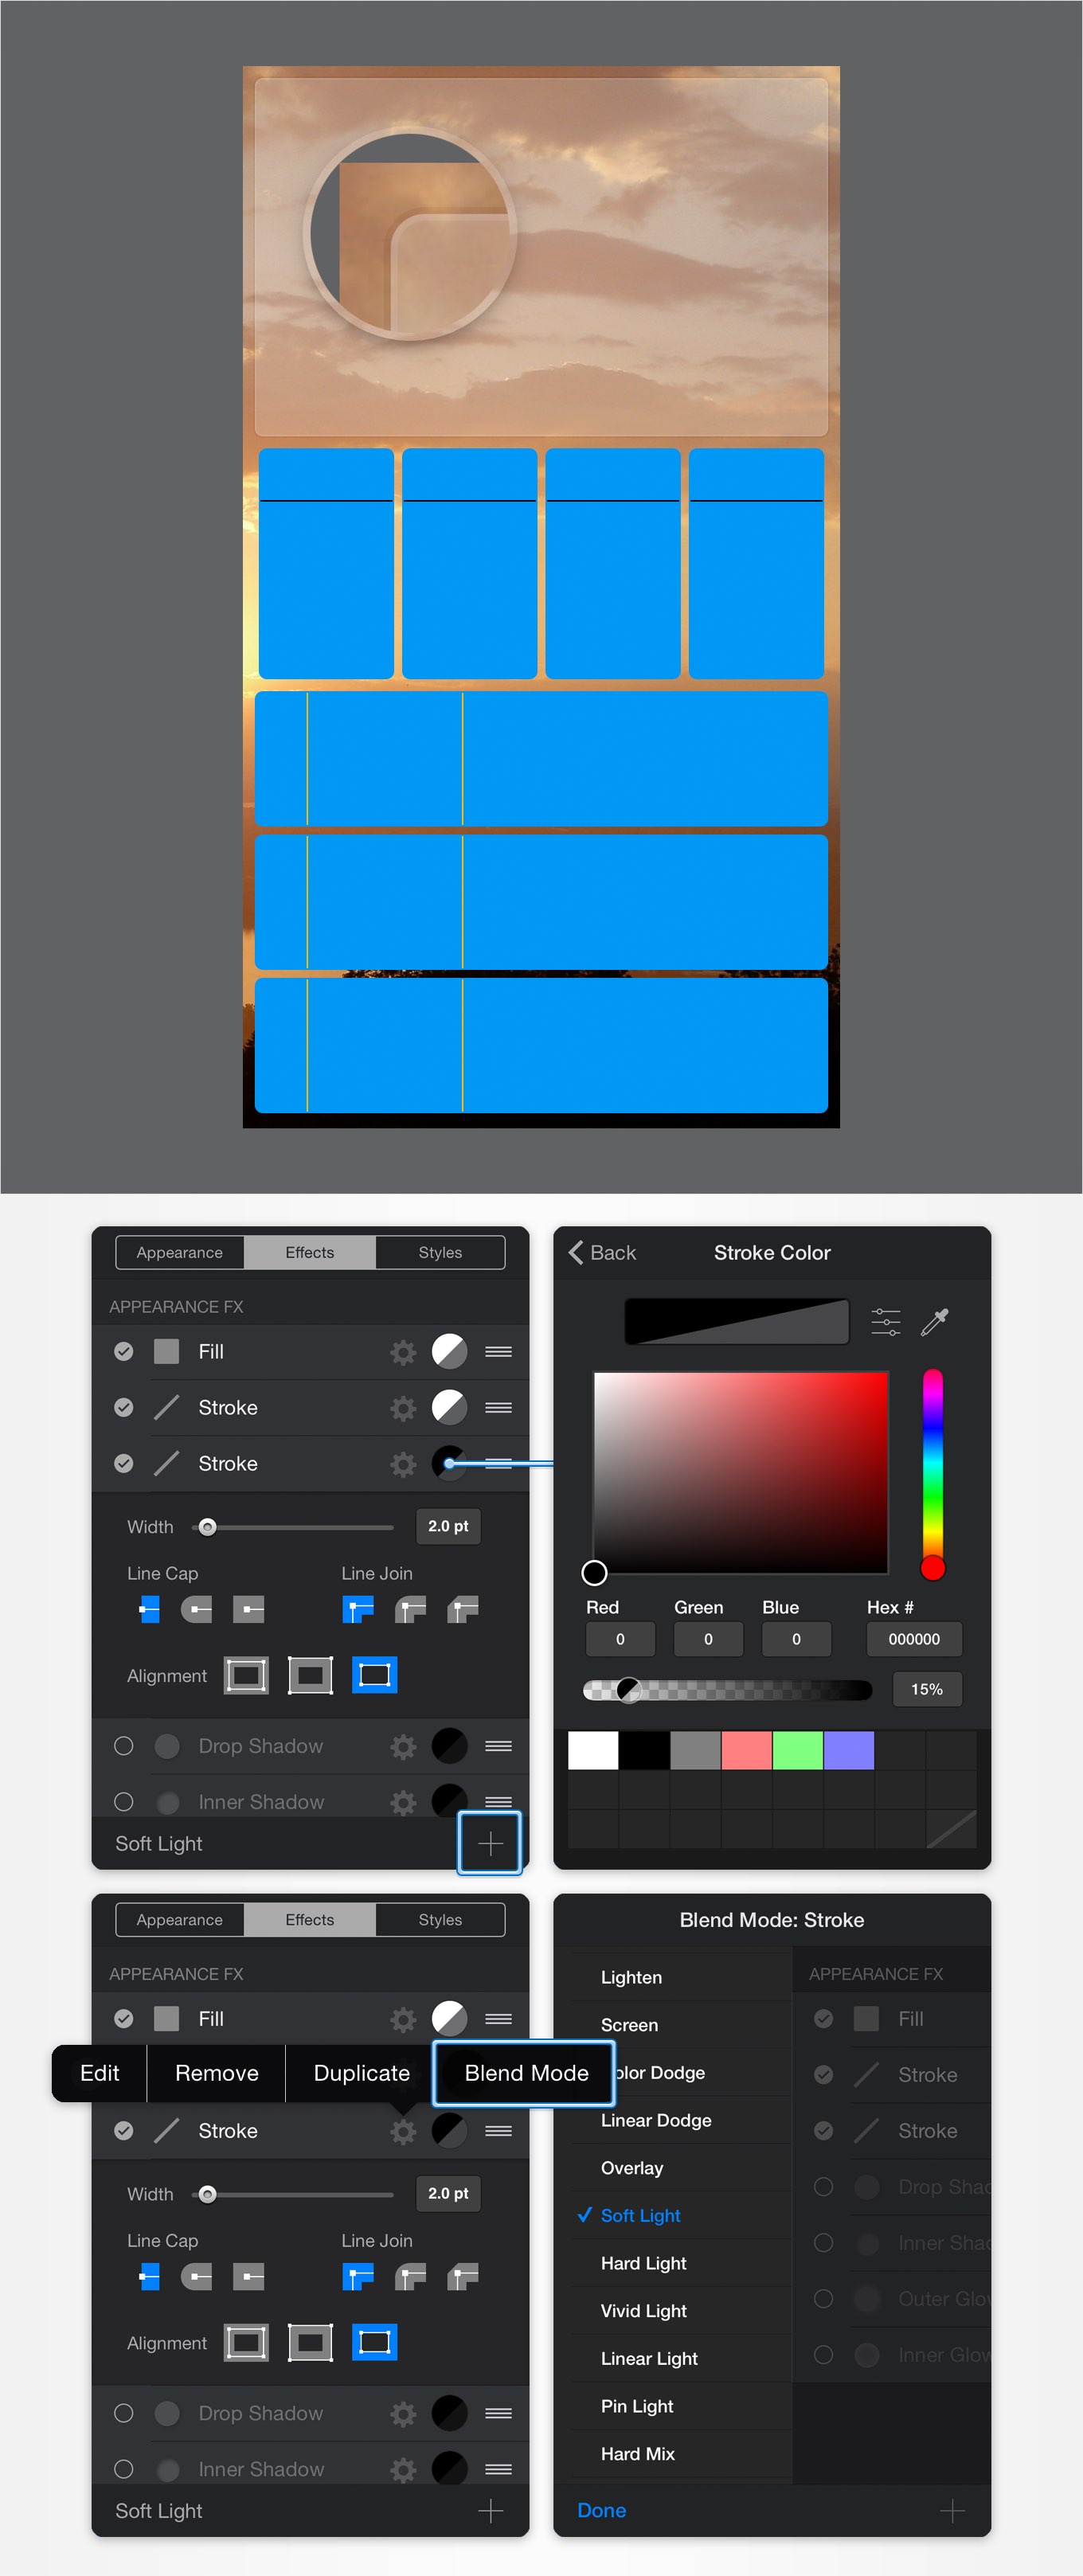 Appearance Effects Styles
APPEARANCE FX
Fill
Stroke
Stroke
Width 2.0 pt
Line Cap Line Join
Alignment
Drop Shadow
Inner Shadow
Soft Light
Back Stroke Color
Red Green Blue Hex #
0 0 0 000000
15%
Appearance Effects Styles
APPEARANCE FX
Fill
Edit Remove Duplicate Blend Mode
Stroke
Width 2.0 pt
Line Cap Line Join
Alignment
Drop Shadow
Inner Shadow
Soft Light
Blend Mode: Stroke
Lighten
Screen
olor Dodge
Linear Dodge
Overlay
Soft Light
Hard Light
Vivid Light
Linear Light
Pin Light
Hard Mix
Done
APPEARANCE FX
Fill
Stroke
Stroke
Drop Shad
Inner Shad
Outer Glow
Inner Glow